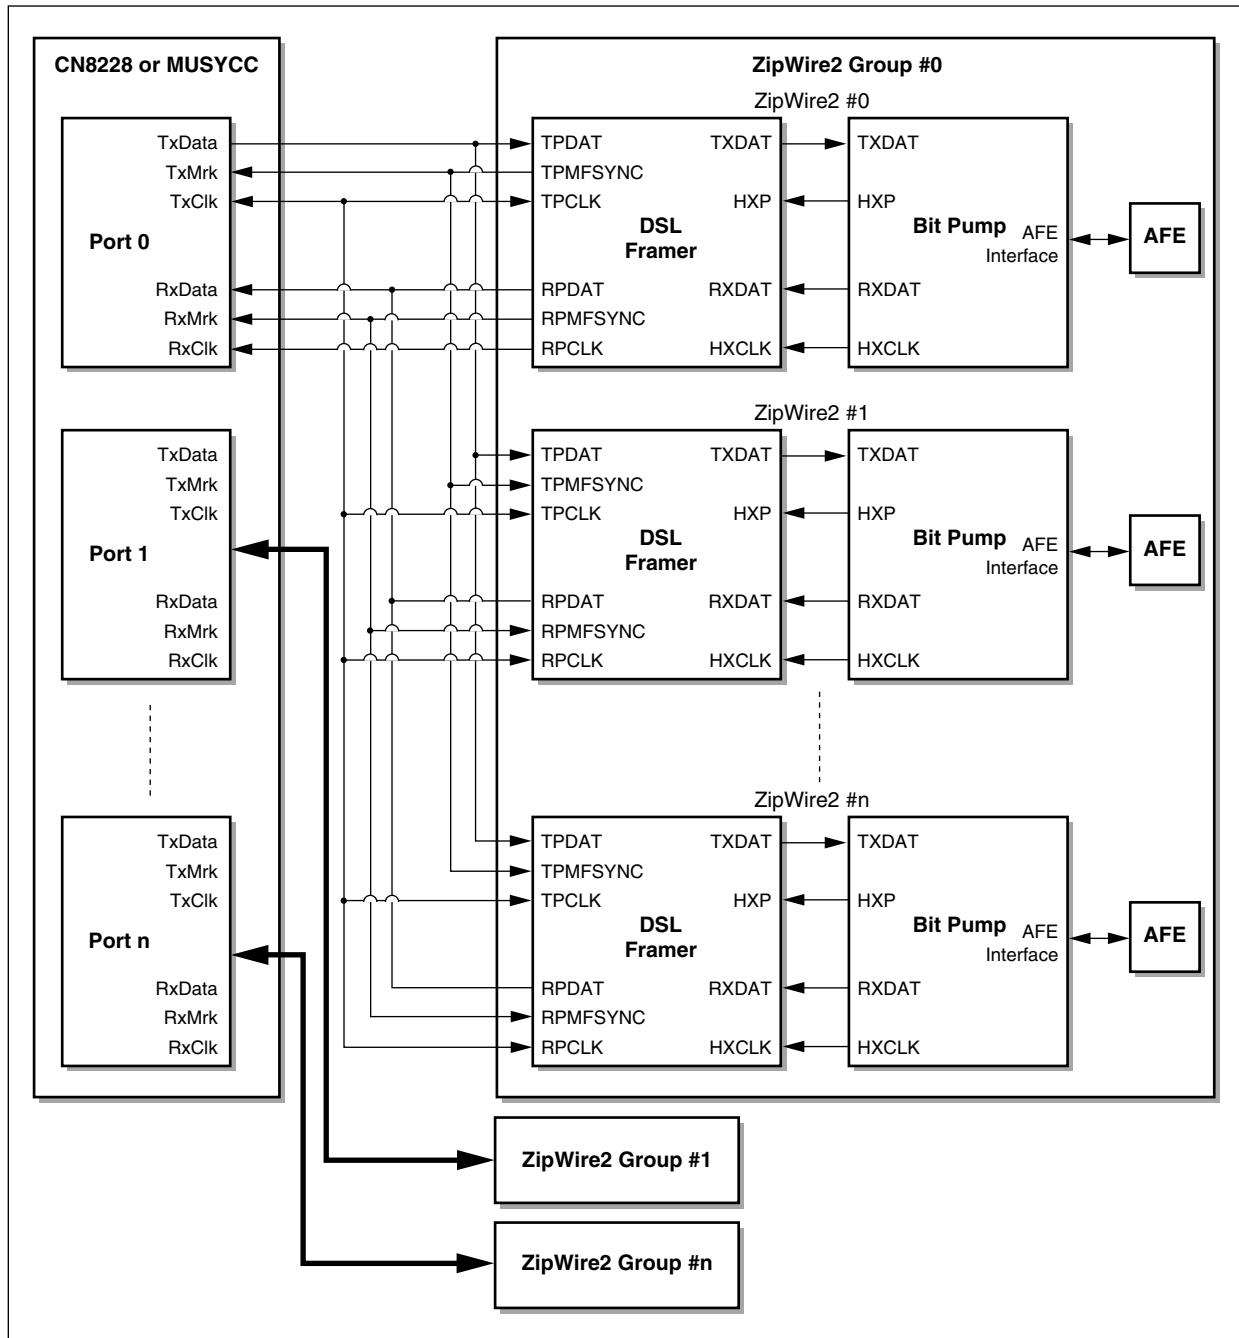 CN8228 or MUSYCC
ZipWire2 Group #0
ZipWire2 #0
TxData
TxMrk
TxClk
Port 0
RxData
RxMrk
RxClk
TPDAT
TPMFSYNC
TPCLK
DSL
Framer
RPDAT
RPMFSYNC
RPCLK
TXDAT
HXP
RXDAT
HXCLK
TXDAT
HXP
Bit Pump
AFE
Interface
RXDAT
HXCLK
AFE
ZipWire2 #1
TxData
TxMrk
TxClk
Port 1
RxData
RxMrk
RxClk
TPDAT
TPMFSYNC
TPCLK
DSL
Framer
RPDAT
RPMFSYNC
RPCLK
TXDAT
HXP
RXDAT
HXCLK
TXDAT
HXP
Bit Pump
AFE
Interface
RXDAT
HXCLK
AFE
ZipWire2 #n
TxData
TxMrk
TxClk
Port n
RxData
RxMrk
RxClk
TPDAT
TPMFSYNC
TPCLK
DSL
Framer
RPDAT
RPMFSYNC
RPCLK
TXDAT
HXP
RXDAT
HXCLK
TXDAT
HXP
Bit Pump
AFE
Interface
RXDAT
HXCLK
AFE
ZipWire2 Group #1
ZipWire2 Group #n